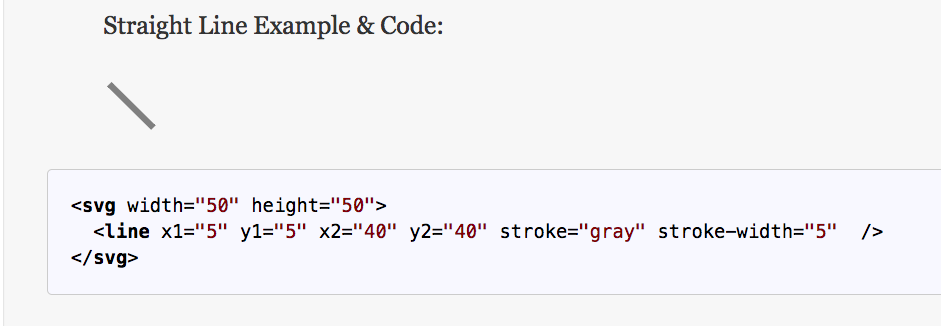 Straight Line Example & Code:
<svg width="50" height="50">
<line x1="5" y1="5" x2="40" y2="40" stroke="gray" stroke-width="5"  />
</svg>